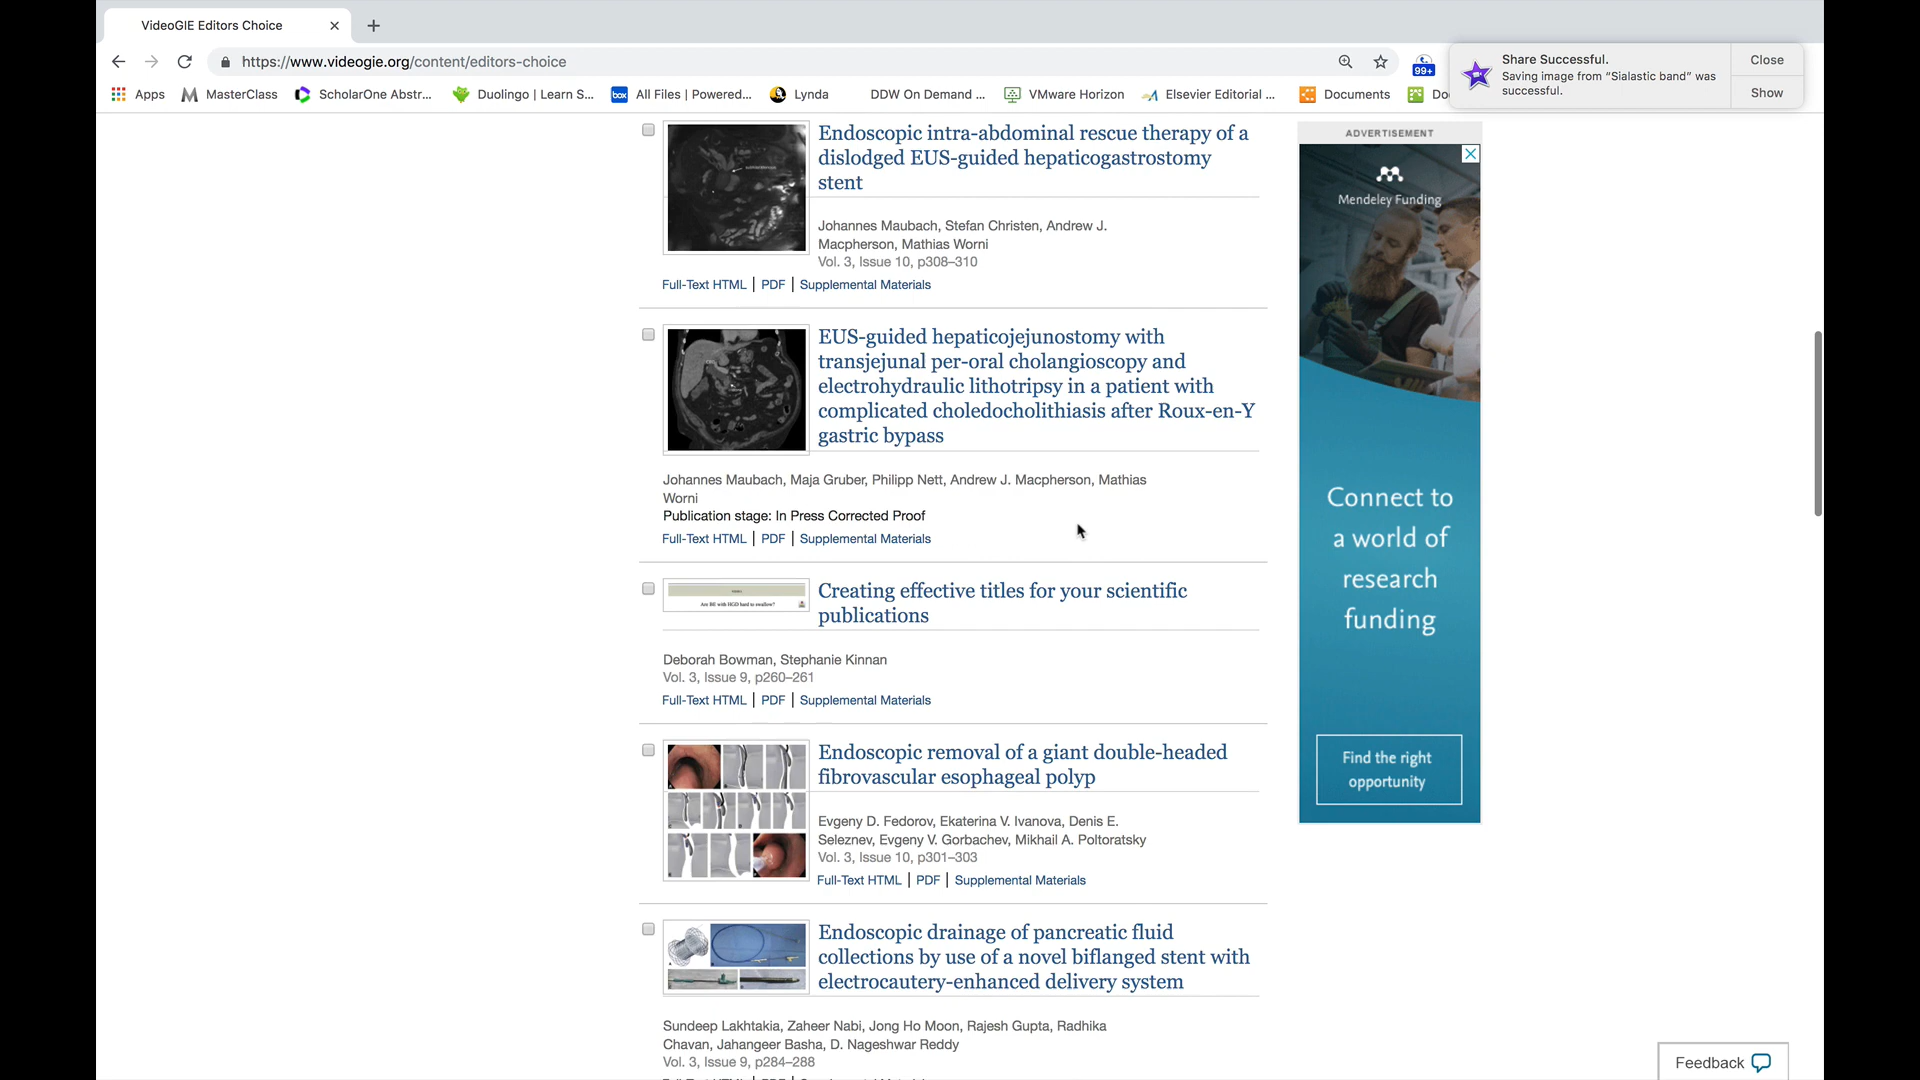 VideoGIE Editors Choice
https://www.videogie.org/content/editors-choice
99+
Share Successful.
Saving image from “Sialastic band” was
successful.
Close
Show
Apps
MasterClass
ScholarOne Abstr...
Duolingo | Learn S...
box
All Files | Powered...
Lynda
DDW On Demand ...
VMware Horizon
Elsevier Editorial ...
Documents
Do
Endoscopic intra-abdominal rescue therapy of a
dislodged EUS-guided hepaticogastrostomy
stent
Johannes Maubach, Stefan Christen, Andrew J.
Macpherson, Mathias Worni
Vol. 3, Issue 10, p308–310
Full-Text HTML | PDF | Supplemental Materials
EUS-guided hepaticojejunostomy with
transjejunal per-oral cholangioscopy and
electrohydraulic lithotripsy in a patient with
complicated choledocholithiasis after Roux-en-Y
gastric bypass
Johannes Maubach, Maja Gruber, Philipp Nett, Andrew J. Macpherson, Mathias
Worni
Publication stage: In Press Corrected Proof
Full-Text HTML | PDF | Supplemental Materials
Are BE with HGD hard to swallow?
Creating effective titles for your scientific
publications
Deborah Bowman, Stephanie Kinnan
Vol. 3, Issue 9, p260–261
Full-Text HTML | PDF | Supplemental Materials
Endoscopic removal of a giant double-headed
fibrovascular esophageal polyp
Evgeny D. Fedorov, Ekaterina V. Ivanova, Denis E.
Seleznev, Evgeny V. Gorbachev, Mikhail A. Poltoratsky
Vol. 3, Issue 10, p301–303
Full-Text HTML | PDF | Supplemental Materials
Endoscopic drainage of pancreatic fluid
collections by use of a novel biflanged stent with
electrocautery-enhanced delivery system
Sundeep Lakhtakia, Zaheer Nabi, Jong Ho Moon, Rajesh Gupta, Radhika
Chavan, Jahangeer Basha, D. Nageshwar Reddy
Vol. 3, Issue 9, p284–288
ADVERTISEMENT
Mendeley Funding
Connect to
a world of
research
funding
Find the right
opportunity
Feedback